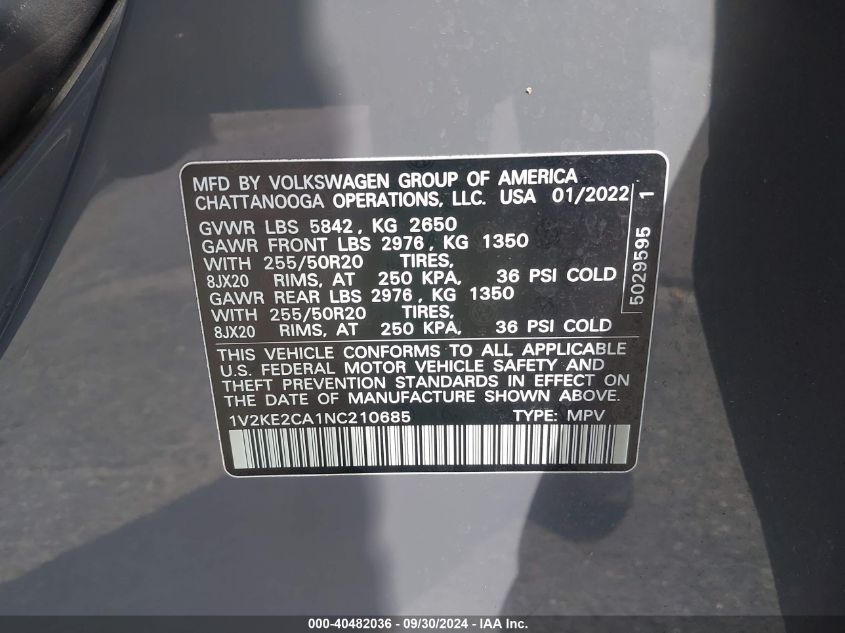 MFD BY VOLKSWAGEN GROUP OF AMERICA
CHATTANOOGA OPERATIONS, LLC. USA 01/2022
GVWR LBS 5842, KG 2650
GAWR FRONT LBS 2976, KG 1350
WITH 255/50R20 TIRES,
8JX20 RIMS, AT 250 KPA, 36 PSI COLD
GAWR REAR LBS 2976, KG 1350
WITH 255/50R20 TIRES,
8JX20 RIMS, AT 250 KPA, 36 PSI COLD
THIS VEHICLE CONFORMS TO ALL APPLICABLE
U.S. FEDERAL MOTOR VEHICLE SAFETY AND
THEFT PREVENTION STANDARDS IN EFFECT ON
THE DATE OF MANUFACTURE SHOWN ABOVE.
1V2KE2CA1NC210685 TYPE: MPV
5029595 1
000-40482036 - 09/30/2024 - COPYRIGHT IAA, LLC.